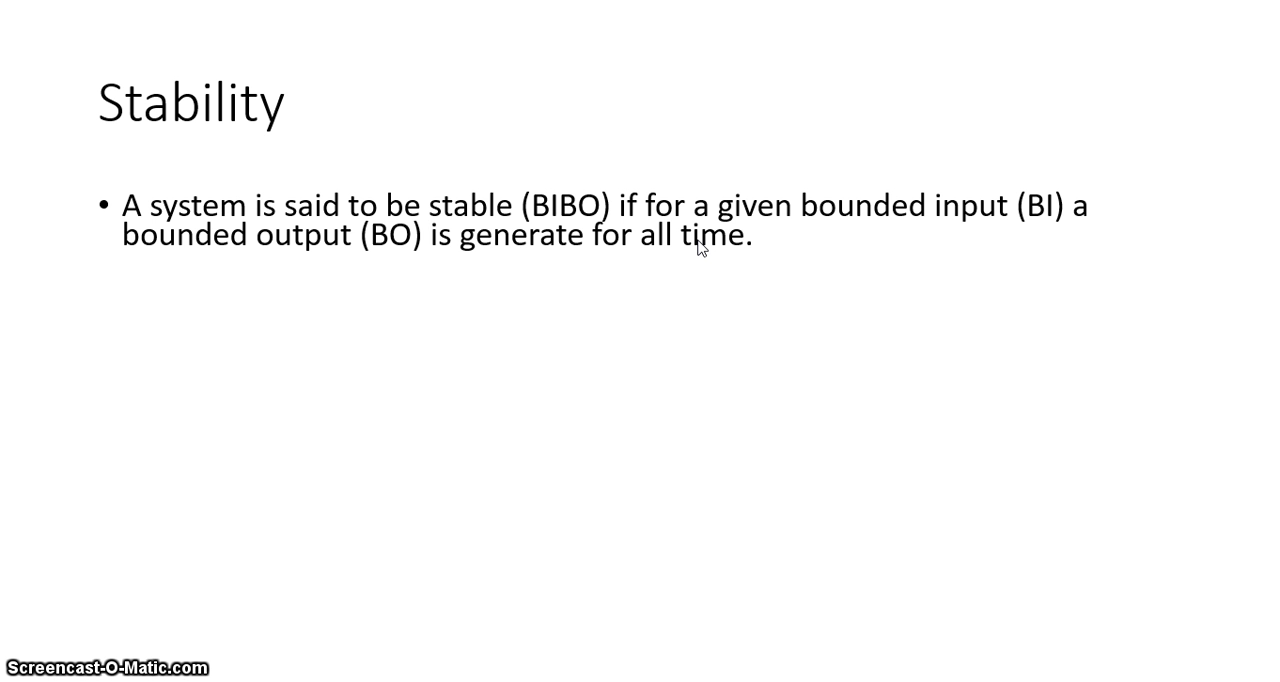 Stability
• A system is said to be stable (BIBO) if for a given bounded input (BI) a
bounded output (BO) is generate for all time.
Screencast-O-Matic.com